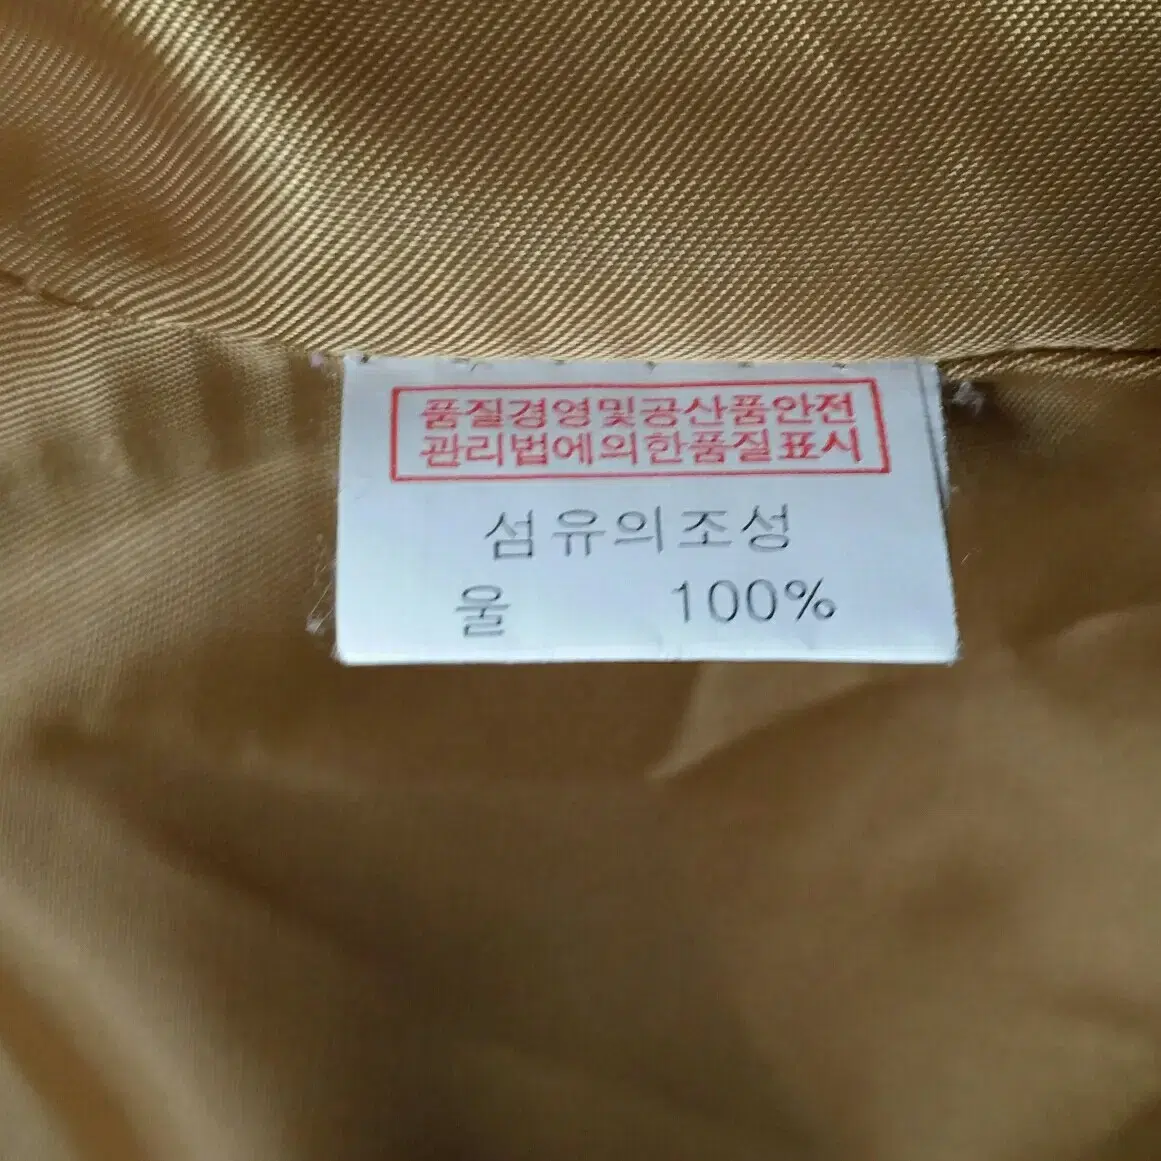 품질경영및공산품안전
관리법에의한품질표시
섬유의조성
울 100%